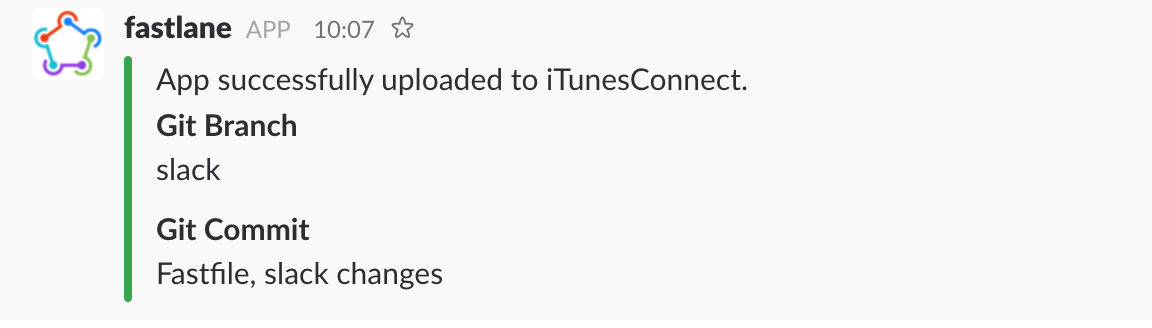 fastlane APP 10:07
App successfully uploaded to iTunesConnect.
Git Branch
slack
Git Commit
Fastfile, slack changes